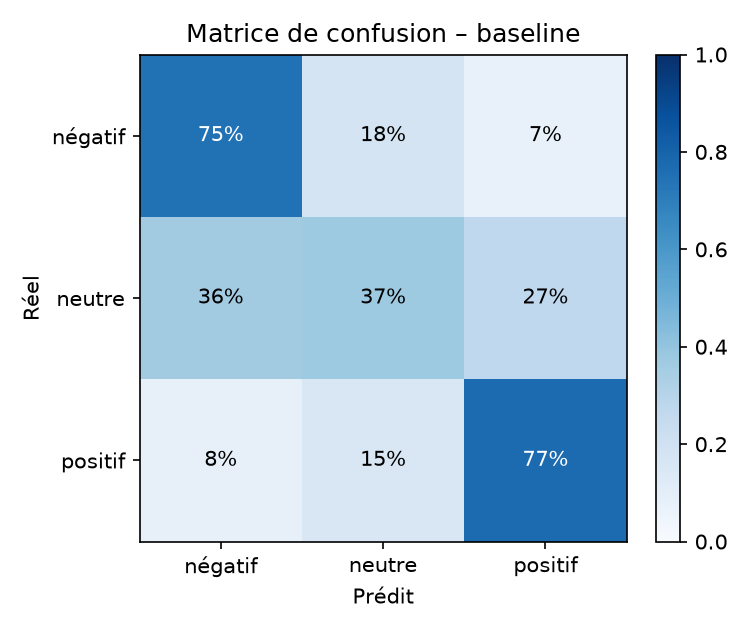 Matrice de confusion – baseline
négatif 75% 18% 7%
neutre 36% 37% 27%
positif 8% 15% 77%
négatif neutre positif
Prédit
Réel
1.0
0.8
0.6
0.4
0.2
0.0